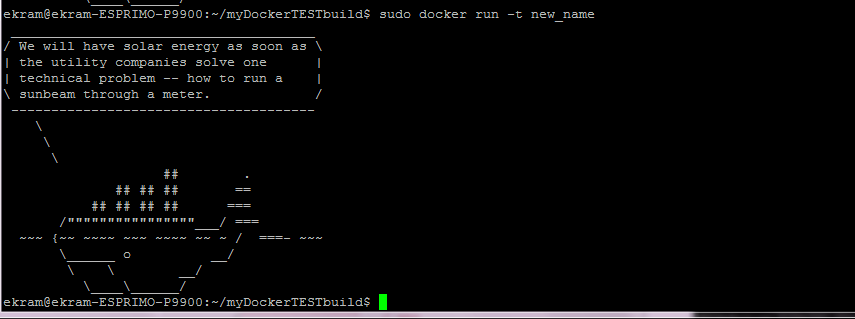 ekram@ekram-ESPRIMO-P9900:~/myDockerTESTbuild$ sudo docker run -t new_name
 ______________________________________
/ We will have solar energy as soon as \
| the utility companies solve one      |
| technical problem -- how to run a    |
\ sunbeam through a meter.             /
 --------------------------------------
    \
     \
      \
                    ##        .
              ## ## ##       ==
           ## ## ## ##      ===
       /""""""""""""""""___/ ===
  ~~~ {~~ ~~~~ ~~~ ~~~~ ~~ ~ /  ===- ~~~
       \______ o          __/
        \    \        __/
          \____\______/
ekram@ekram-ESPRIMO-P9900:~/myDockerTESTbuild$